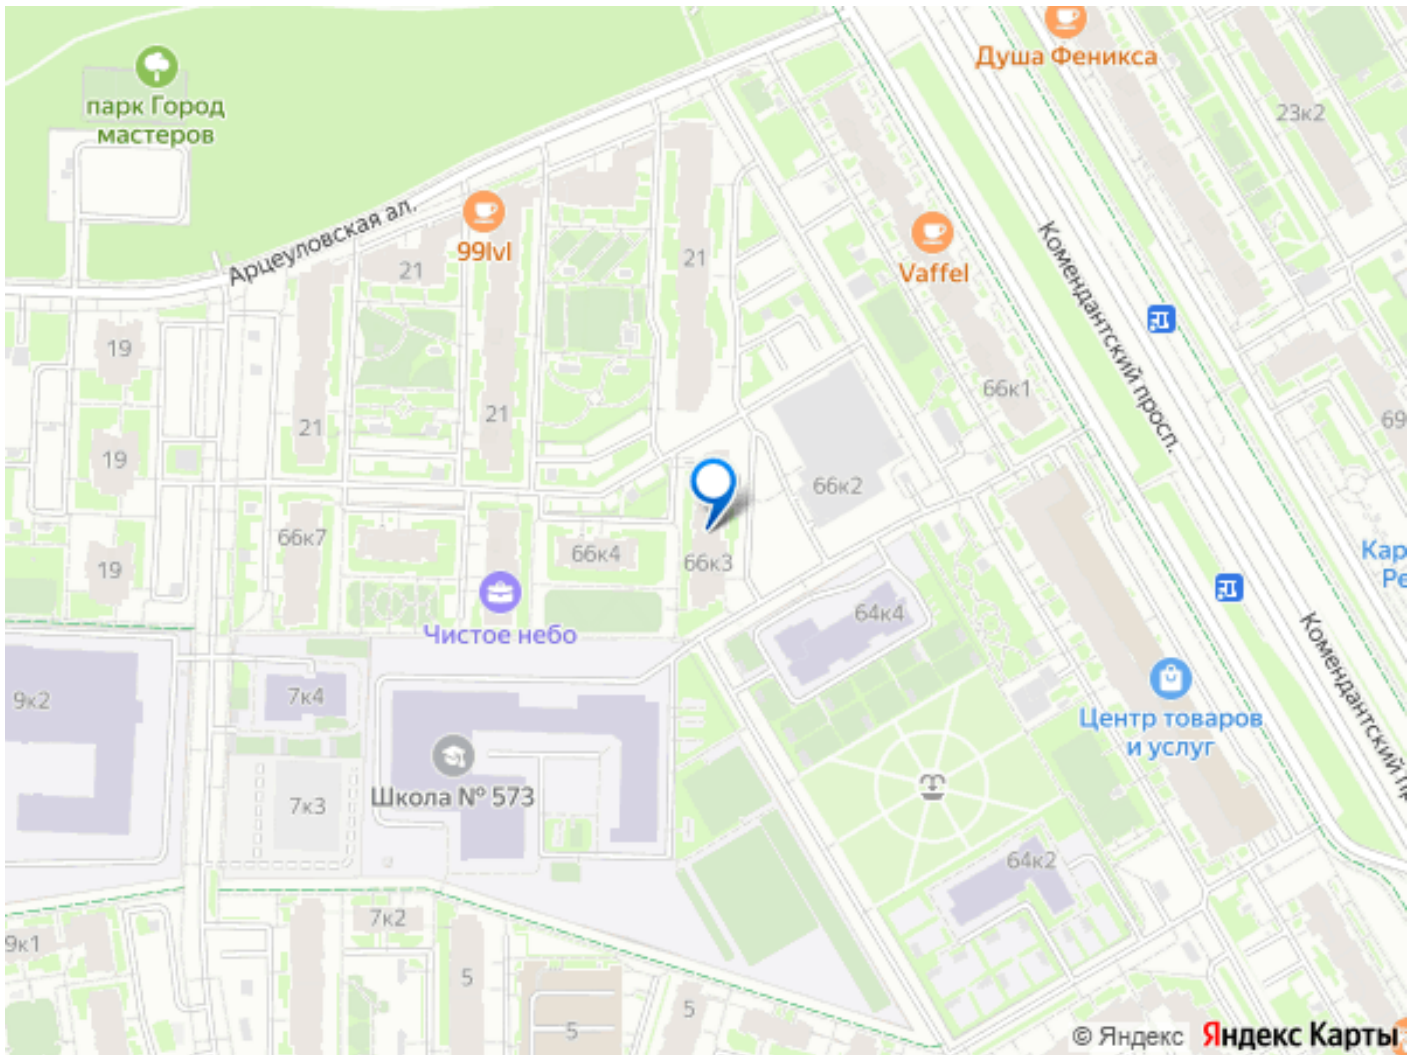 Душа Феникса
парк Город
мастеров
23к2
Арцеуловская ал.
99lvl
21
21
Vaffel
Комендантский просп.
19
66к1
21
21
69
19
66к2
66к7
66к4
66к3
19
Чистое небо
64к4
Кар
Ре
9к2
7к4
Центр товаров
и услуг
Комендантский пр
Школа № 573
7к3
64к2
7к2
9к1
5
5
5
© Яндекс Яндекс Карты